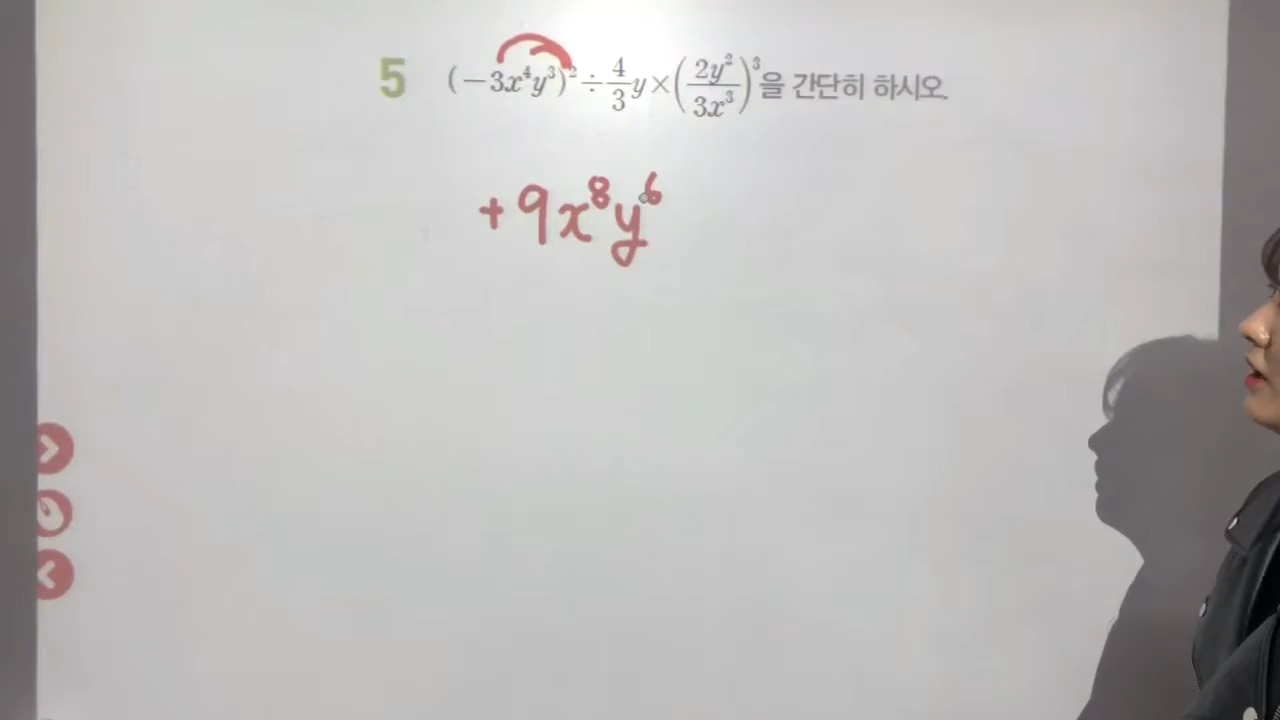 5 (-3x⁴y³)² ÷ 4/3 y × (2y²/3x³)³ 을 간단히 하시오.
+9x⁸y⁶